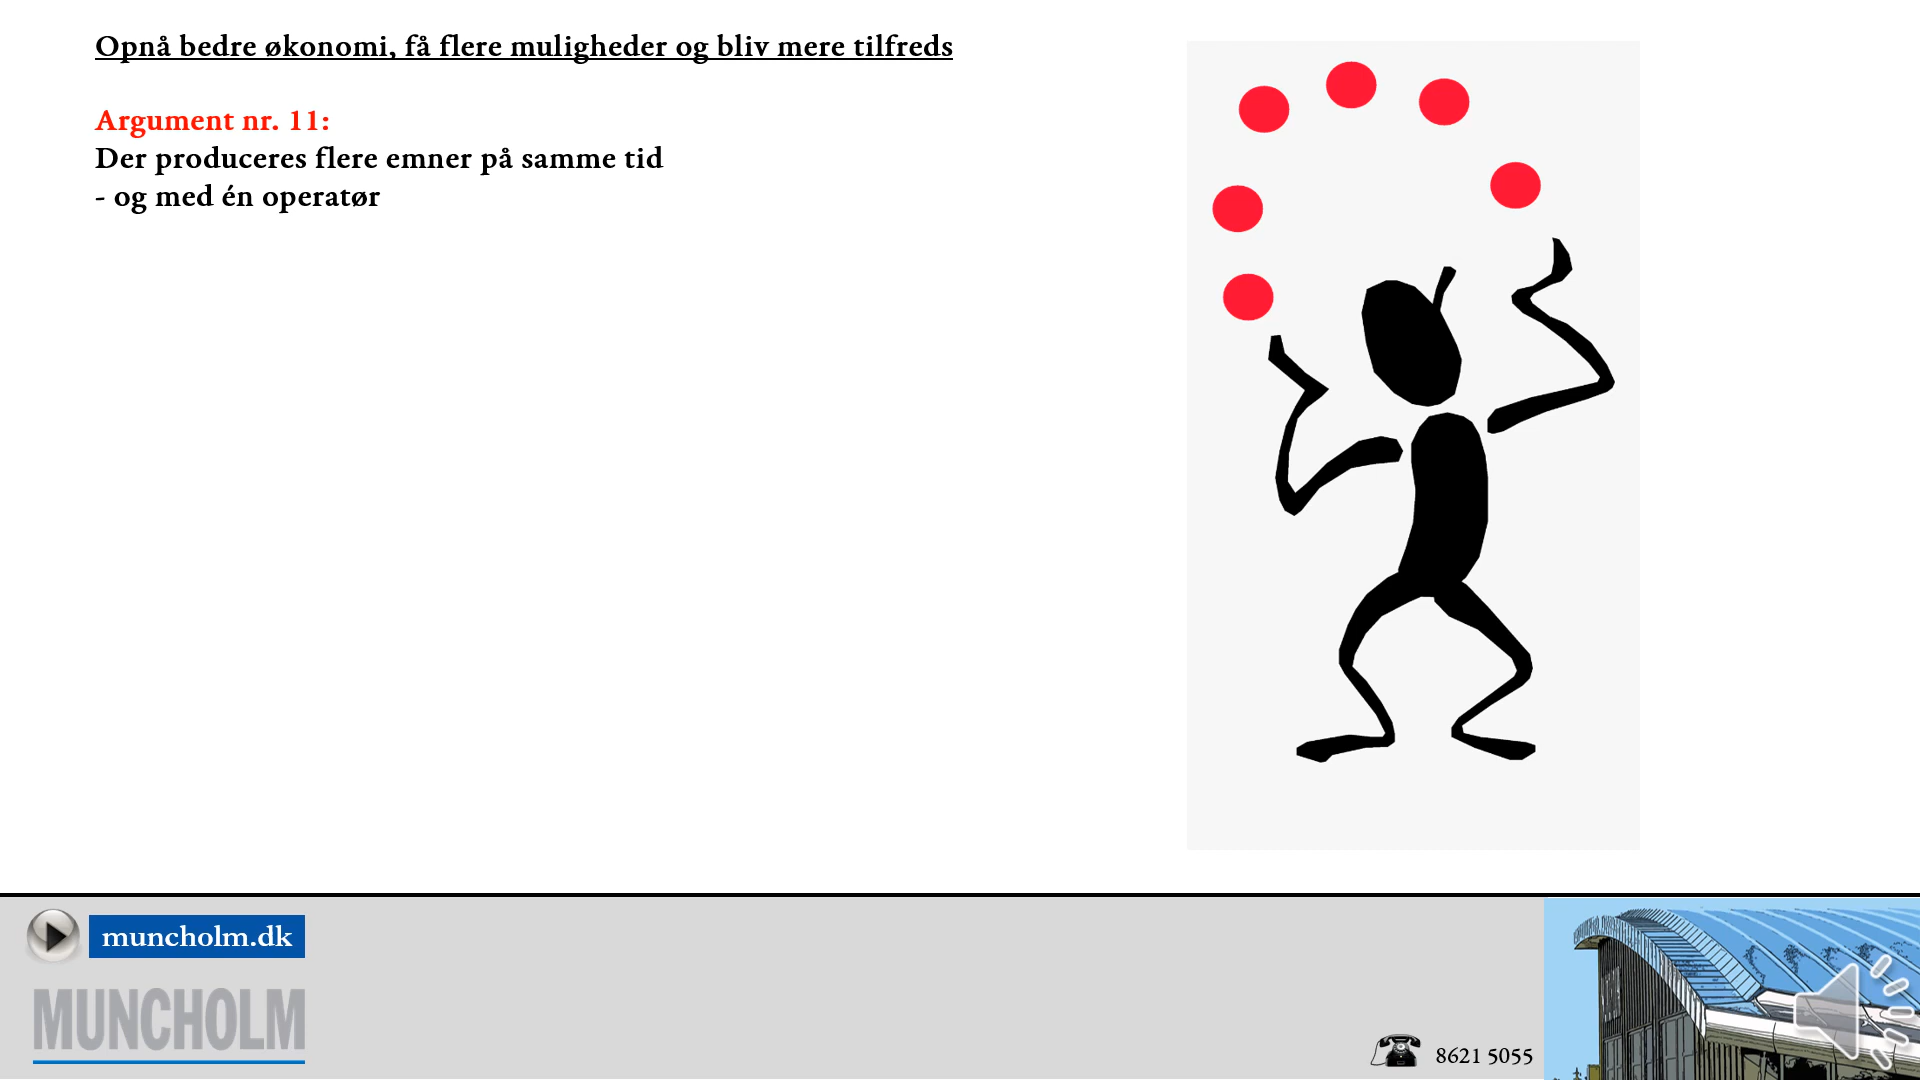 Opnå bedre økonomi, få flere muligheder og bliv mere tilfreds
Argument nr. 11:
Der produceres flere emner på samme tid
- og med én operatør
muncholm.dk
MUNCHOLM
8621 5055